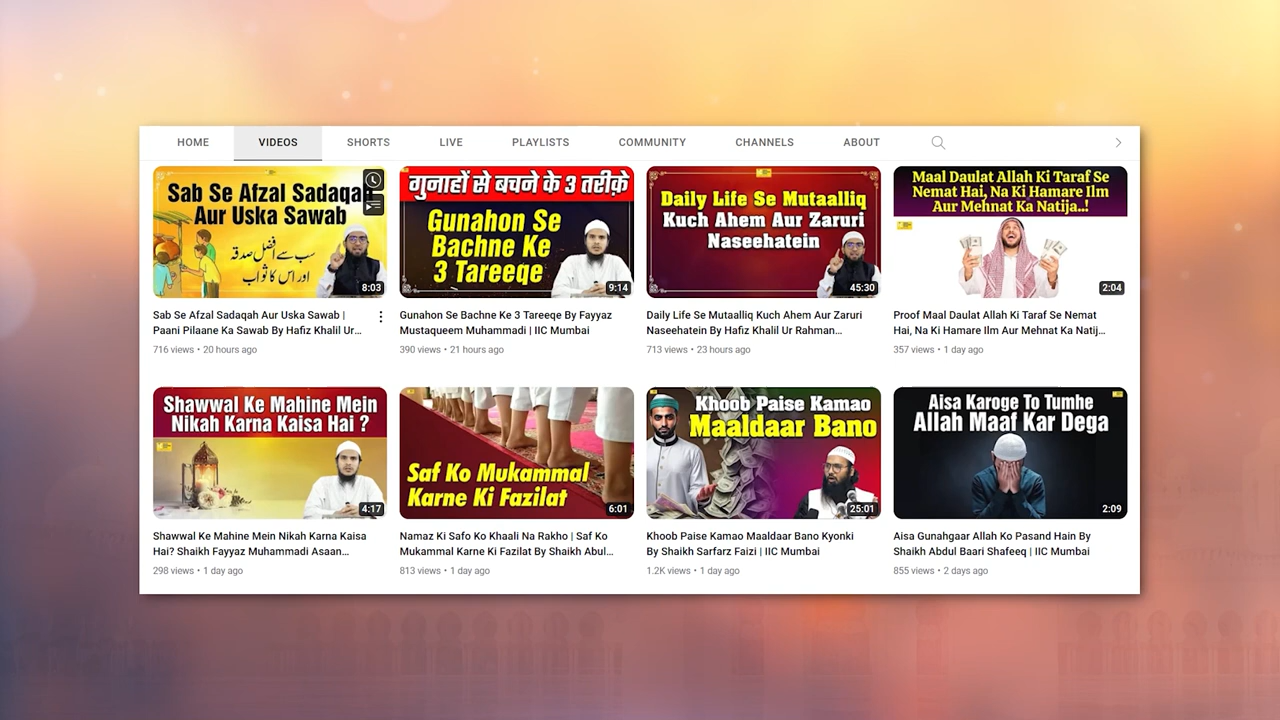 HOME VIDEOS SHORTS LIVE PLAYLISTS COMMUNITY CHANNELS ABOUT
Sab Se Afzal Sadaqah
Aur Uska Sawab
سب سے افضل صدقہ
اور اس کا ثواب
8:03
Sab Se Afzal Sadaqah Aur Uska Sawab |
Paani Pilaane Ka Sawab By Hafiz Khalil Ur...
716 views • 20 hours ago
गुनाहों से बचने के 3 तरीक़े
Gunahon Se
Bachne Ke
3 Tareeqe
9:14
Gunahon Se Bachne Ke 3 Tareeqe By Fayyaz
Mustaqueem Muhammadi | IIC Mumbai
390 views • 21 hours ago
Daily Life Se Mutaalliq
Kuch Ahem Aur Zaruri
Naseehatein
45:30
Daily Life Se Mutaalliq Kuch Ahem Aur Zaruri
Naseehatein By Hafiz Khalil Ur Rahman...
713 views • 23 hours ago
Maal Daulat Allah Ki Taraf Se
Nemat Hai, Na Ki Hamare Ilm
Aur Mehnat Ka Natija..!
2:04
Proof Maal Daulat Allah Ki Taraf Se Nemat
Hai, Na Ki Hamare Ilm Aur Mehnat Ka Natij...
357 views • 1 day ago
Shawwal Ke Mahine Mein
Nikah Karna Kaisa Hai ?
4:17
Shawwal Ke Mahine Mein Nikah Karna Kaisa
Hai? Shaikh Fayyaz Muhammadi Asaan...
298 views • 1 day ago
Saf Ko Mukammal
Karne Ki Fazilat
6:01
Namaz Ki Safo Ko Khaali Na Rakho | Saf Ko
Mukammal Karne Ki Fazilat By Shaikh Abul...
813 views • 1 day ago
Khoob Paise Kamao
Maaldaar Bano
25:01
Khoob Paise Kamao Maaldaar Bano Kyonki
By Shaikh Sarfarz Faizi | IIC Mumbai
1.2K views • 1 day ago
Aisa Karoge To Tumhe
Allah Maaf Kar Dega
2:09
Aisa Gunahgaar Allah Ko Pasand Hain By
Shaikh Abdul Baari Shafeeq | IIC Mumbai
855 views • 2 days ago